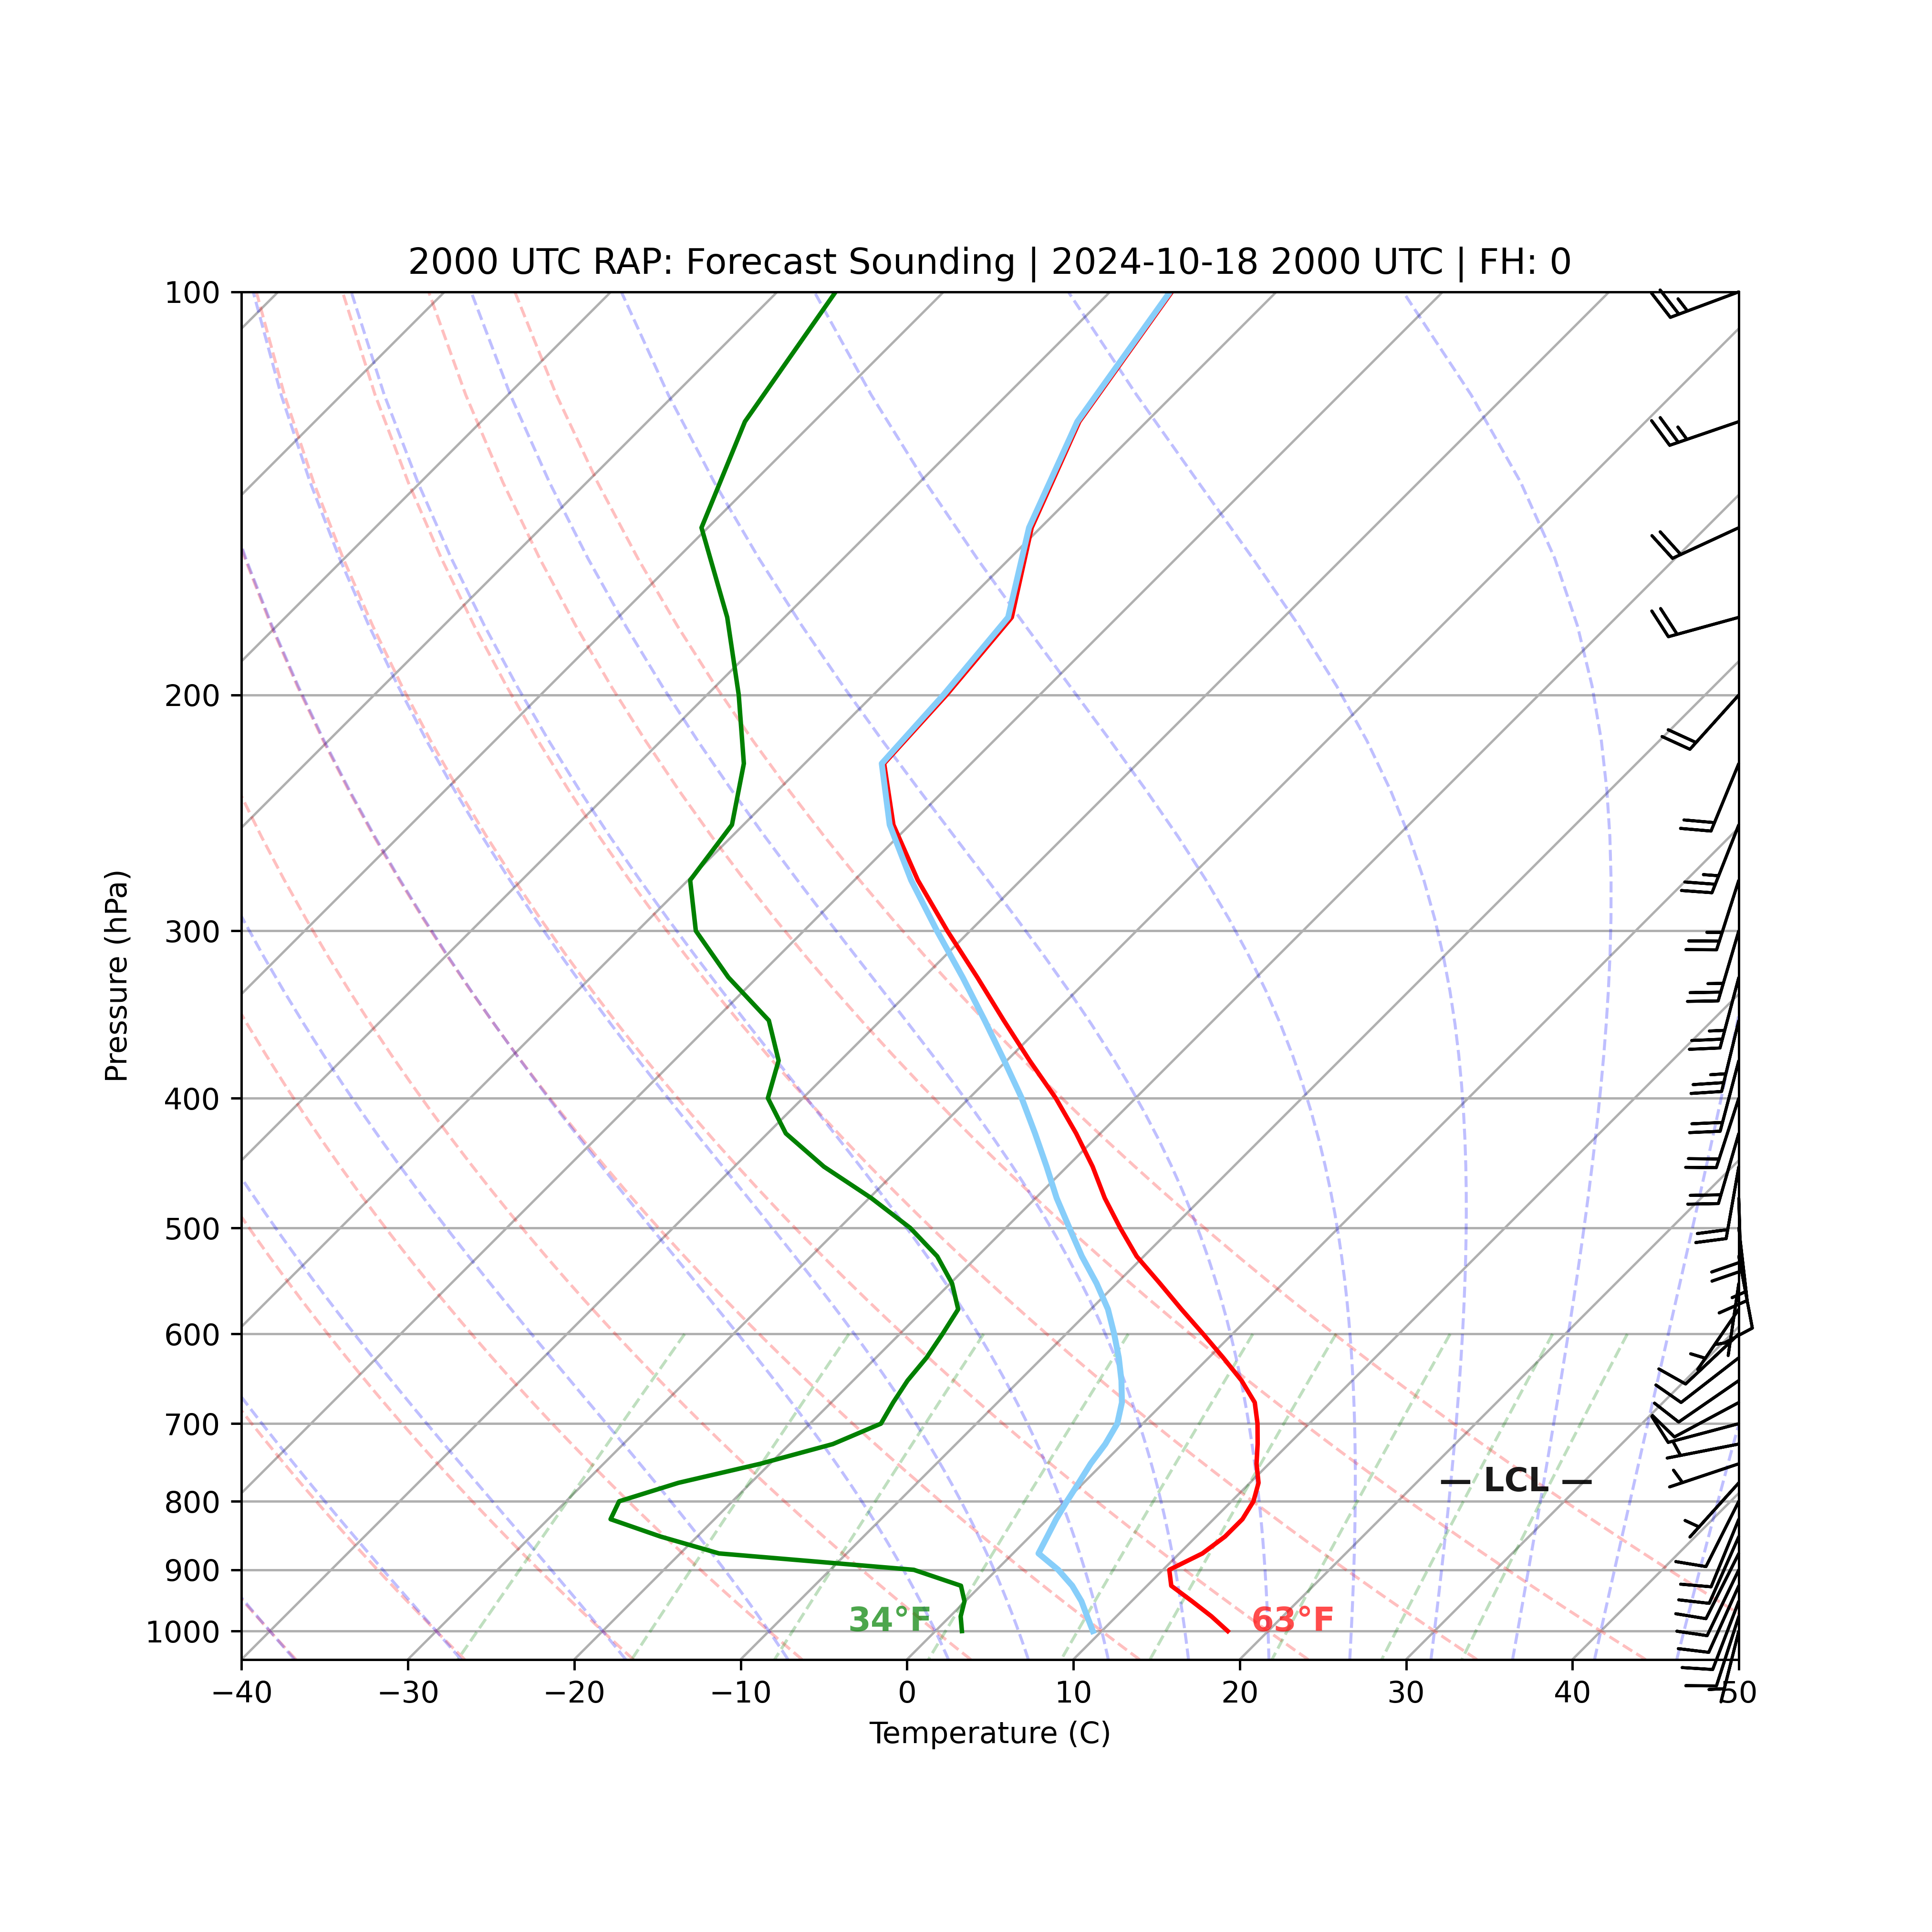 2000 UTC RAP: Forecast Sounding | 2024-10-18 2000 UTC | FH: 0
100
200
300
400
500
600
700
800
900
1000
Pressure (hPa)
— LCL —
34°F
63°F
−40 −30 −20 −10 0 10 20 30 40 50
Temperature (C)